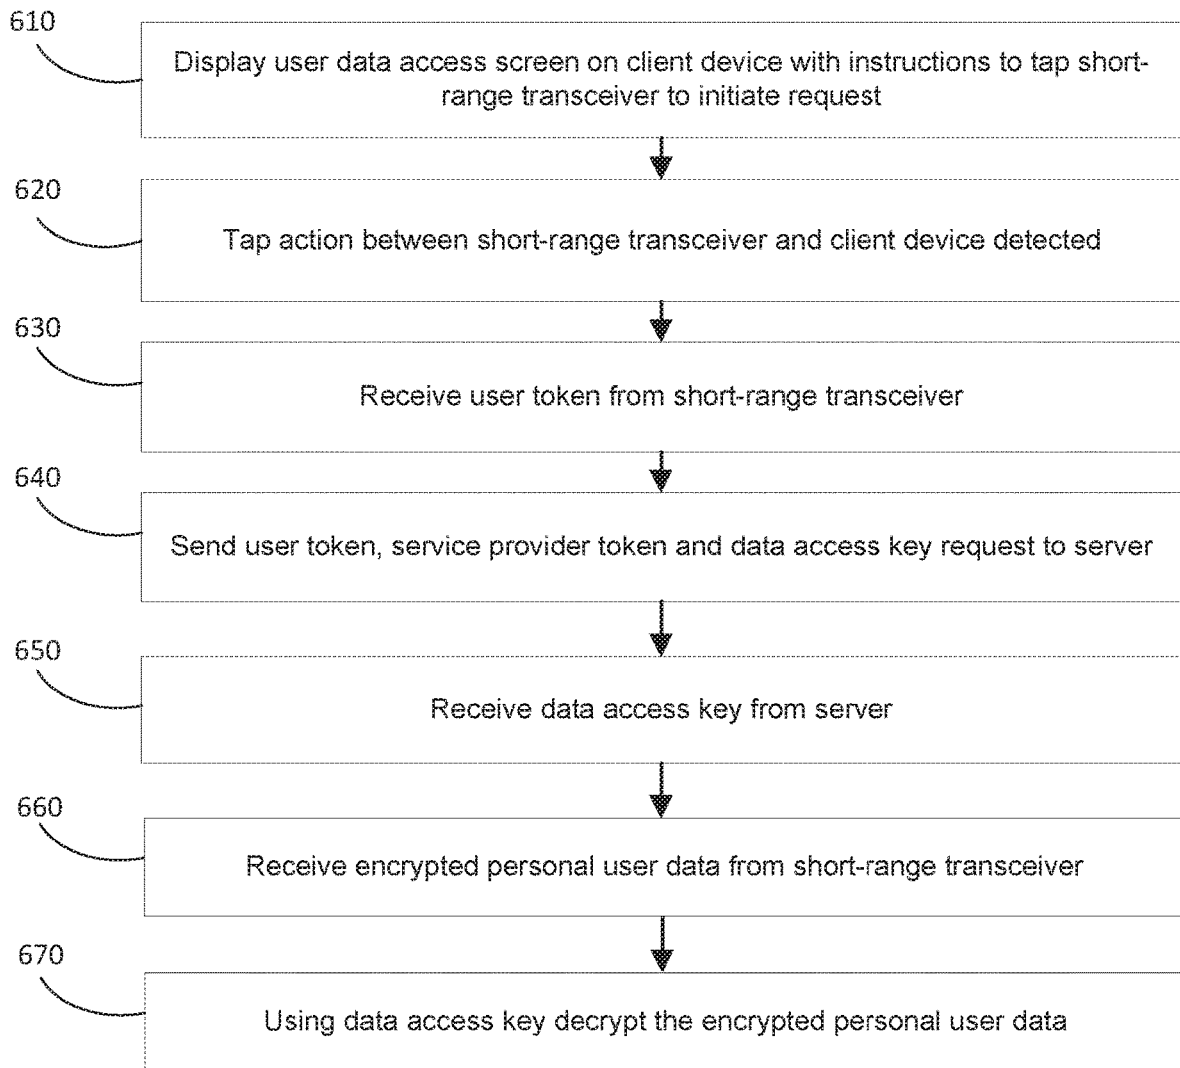 610
Display user data access screen on client device with instructions to tap short-
range transceiver to initiate request
620
Tap action between short-range transceiver and client device detected
630
Receive user token from short-range transceiver
640
Send user token, service provider token and data access key request to server
650
Receive data access key from server
660
Receive encrypted personal user data from short-range transceiver
670
Using data access key decrypt the encrypted personal user data